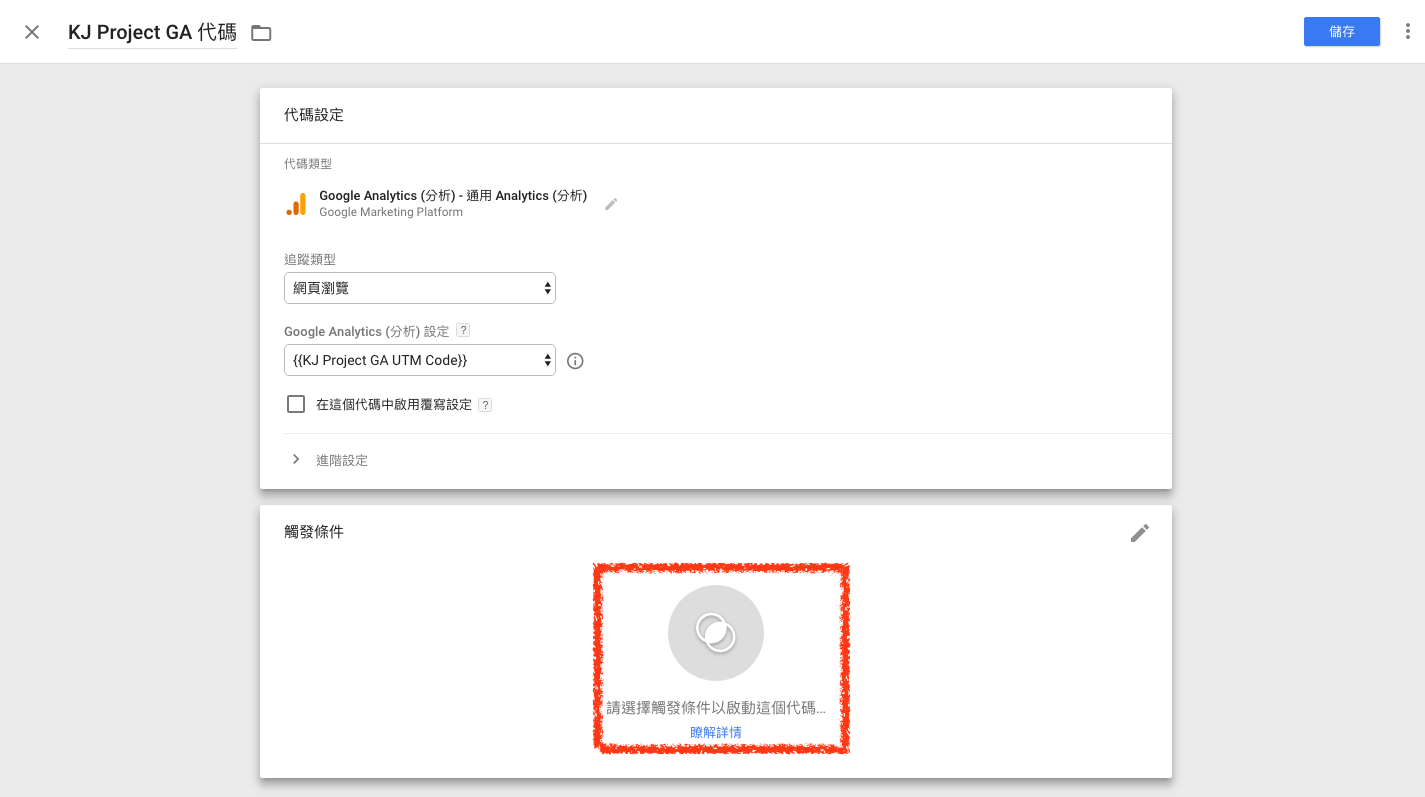 KJ Project GA 代碼
儲存
代碼設定
代碼類型
Google Analytics (分析) - 通用 Analytics (分析)
Google Marketing Platform
追蹤類型
網頁瀏覽
Google Analytics (分析) 設定 ?
{{KJ Project GA UTM Code}}
在這個代碼中啟用覆寫設定 ?
進階設定
觸發條件
請選擇觸發條件以啟動這個代碼...
瞭解詳情